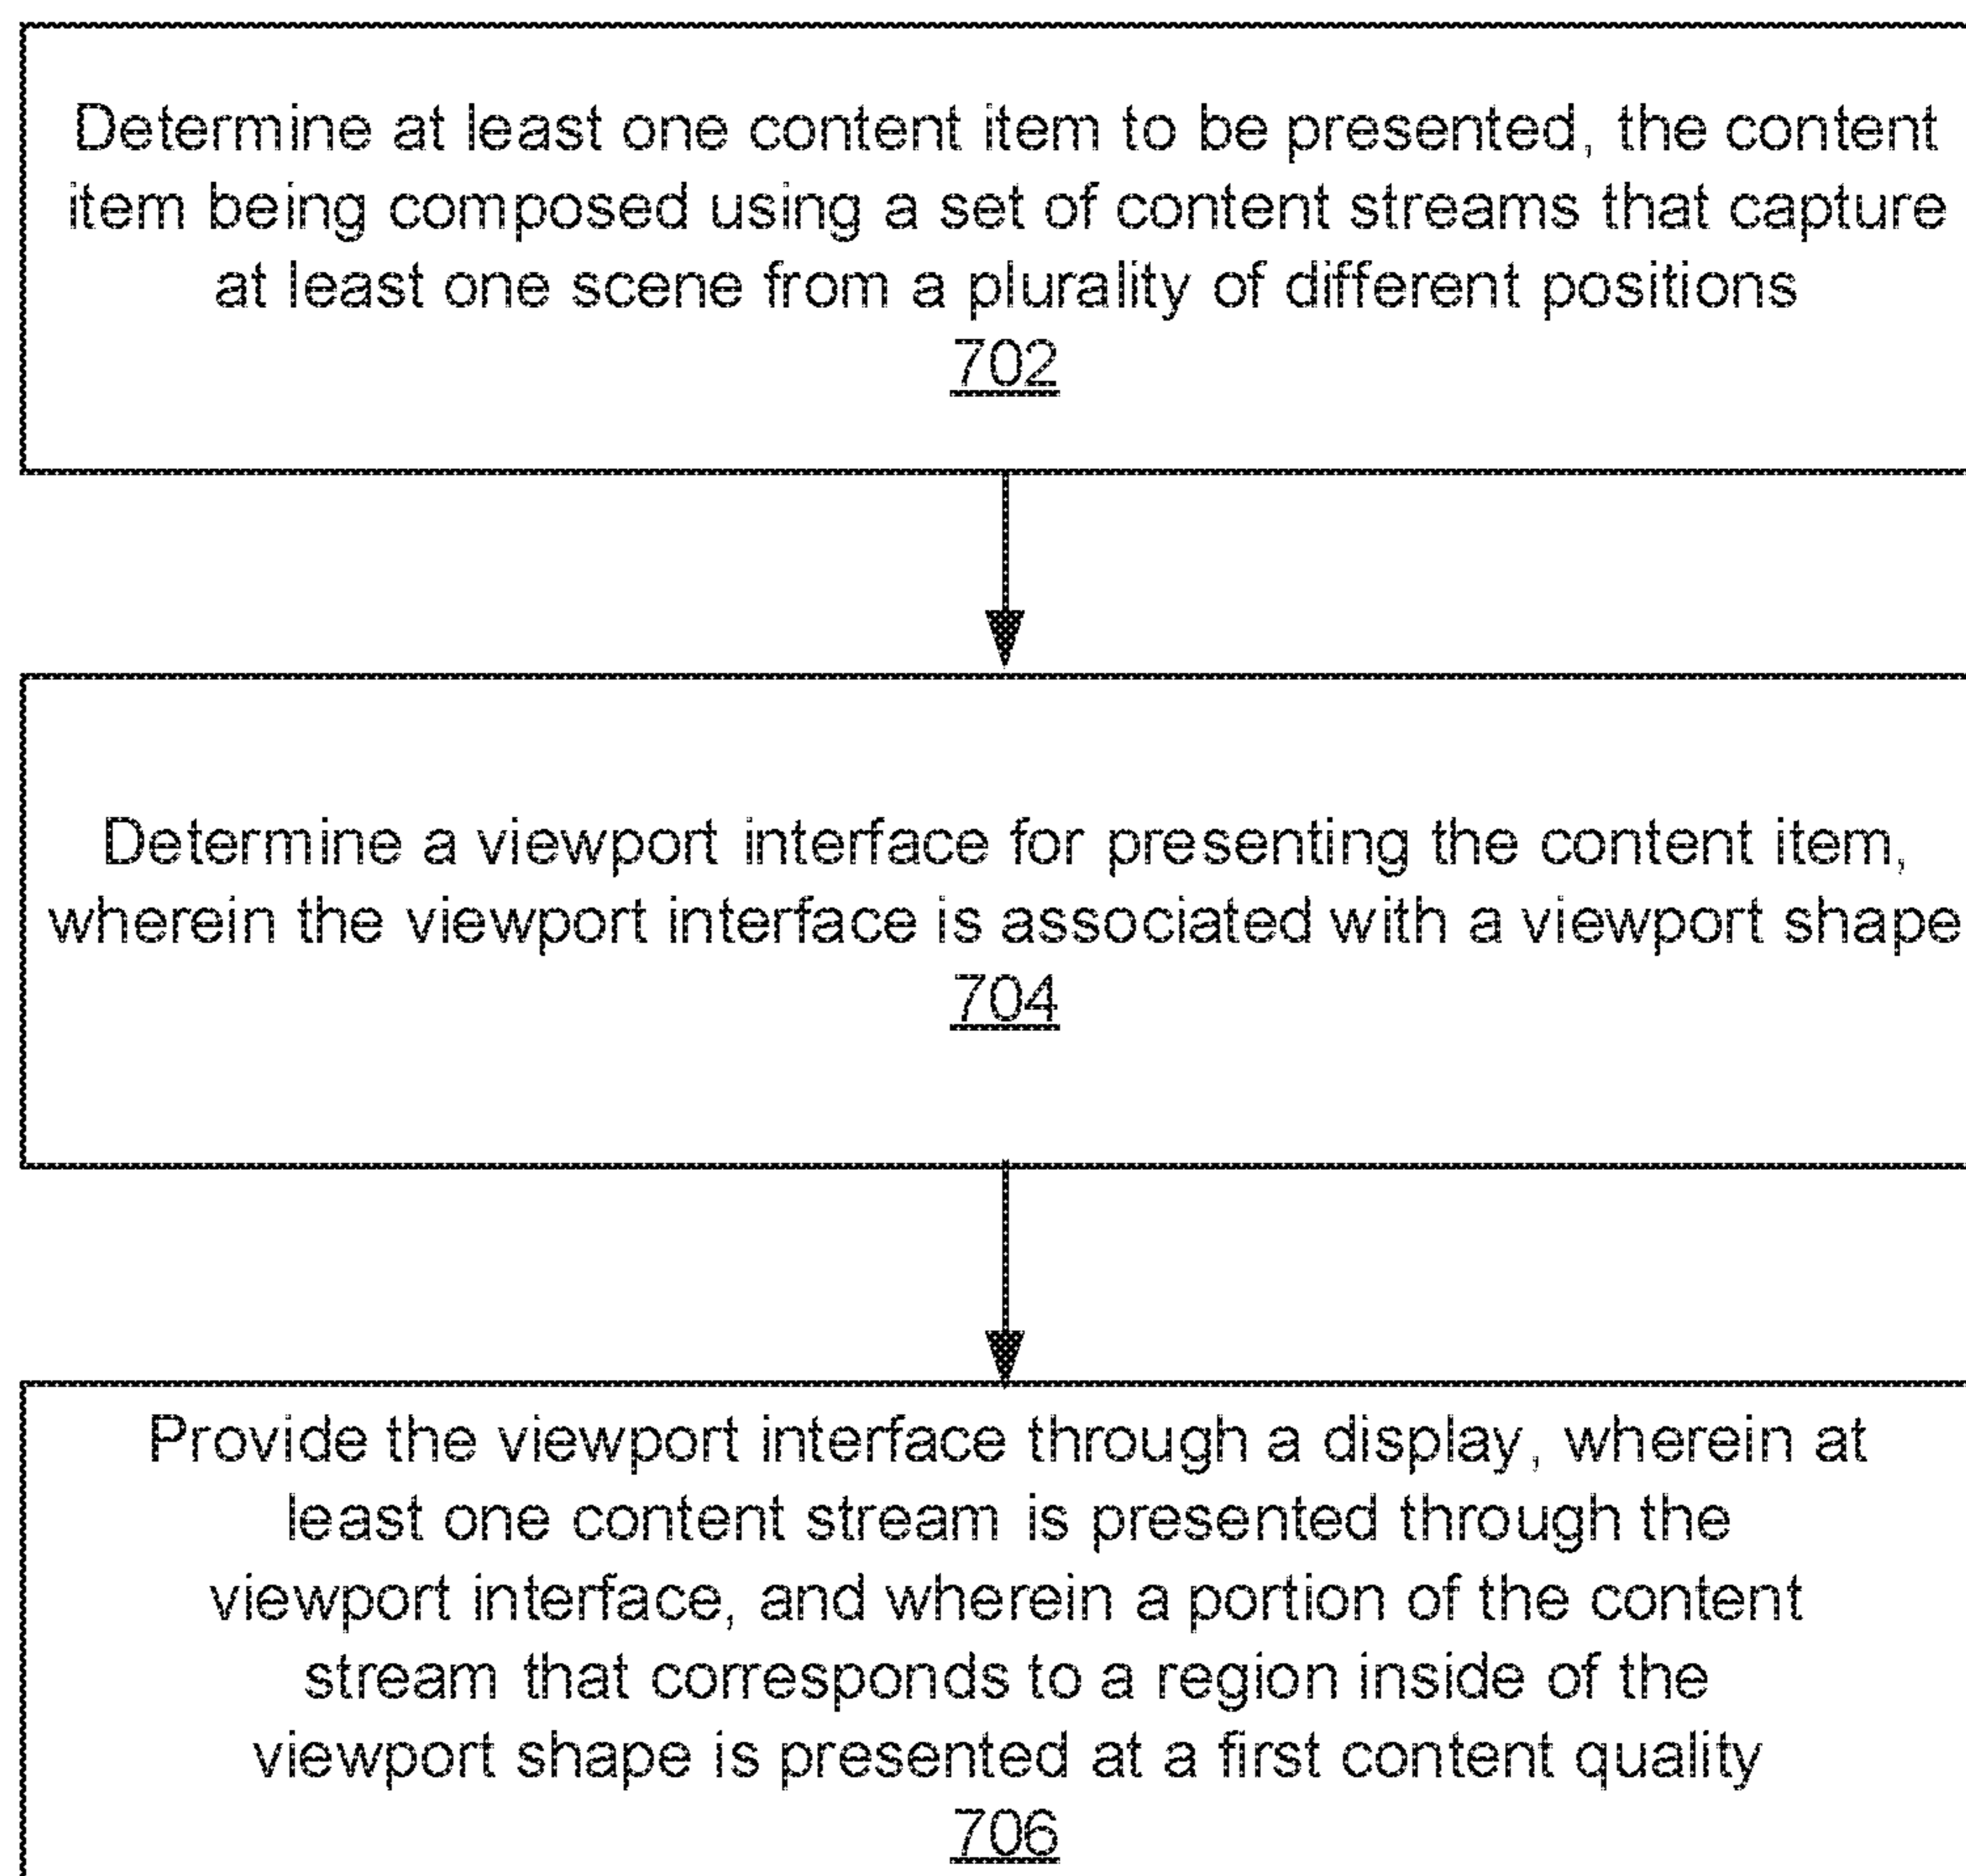 Determine at least one content item to be presented, the content
item being composed using a set of content streams that capture
at least one scene from a plurality of different positions
702
Determine a viewport interface for presenting the content item,
wherein the viewport interface is associated with a viewport shape
704
Provide the viewport interface through a display, wherein at
least one content stream is presented through the
viewport interface, and wherein a portion of the content
stream that corresponds to a region inside of the
viewport shape is presented at a first content quality
706